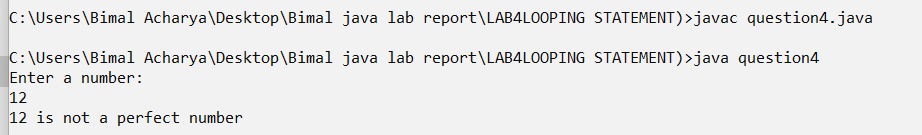 C:\Users\Bimal Acharya\Desktop\Bimal java lab report\LAB4LOOPING STATEMENT)>javac question4.java
C:\Users\Bimal Acharya\Desktop\Bimal java lab report\LAB4LOOPING STATEMENT)>java question4
Enter a number:
12
12 is not a perfect number